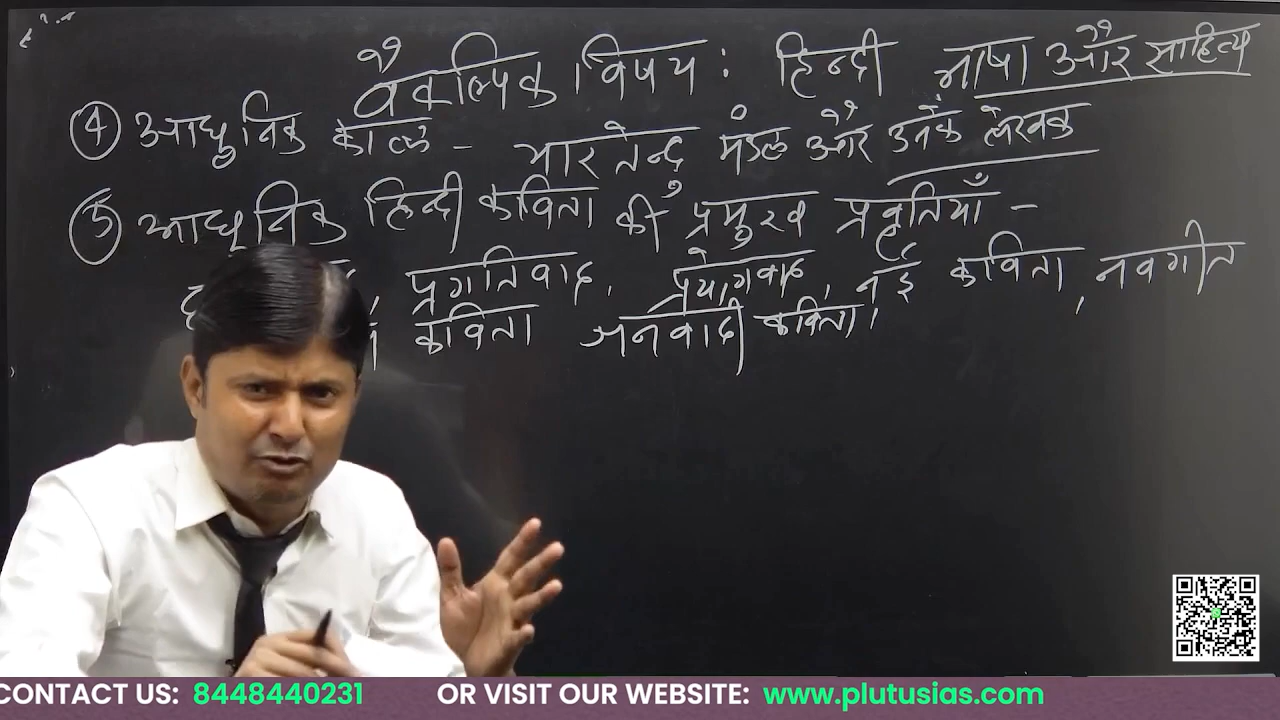 वैकल्पिक विषय: हिन्दी भाषा और साहित्य
④ आधुनिक काल - भारतेन्दु मंडल और उनके लेखक
⑤ आधुनिक हिन्दी कविता की प्रमुख प्रवृतियाँ -
, प्रगतिवाद, प्रयोगवाद, नई कविता, नवगीत
कविता जनवादी कविता,
CONTACT US: 8448440231 OR VISIT OUR WEBSITE: www.plutusias.com